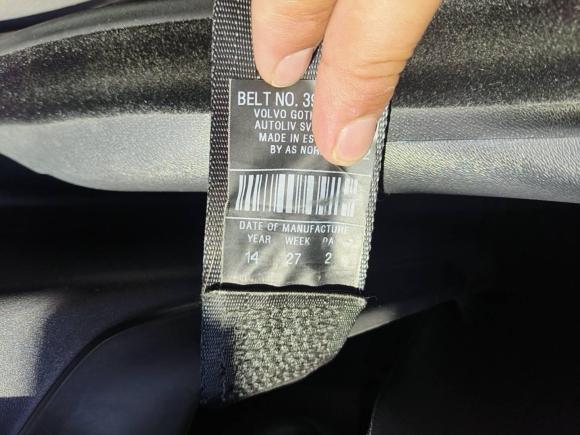 BELT NO. 39
VOLVO GOT
AUTOLIV SV
MADE IN ES
BY AS NOR
DATE OF MANUFACTURE
YEAR WEEK DA
14 27 2